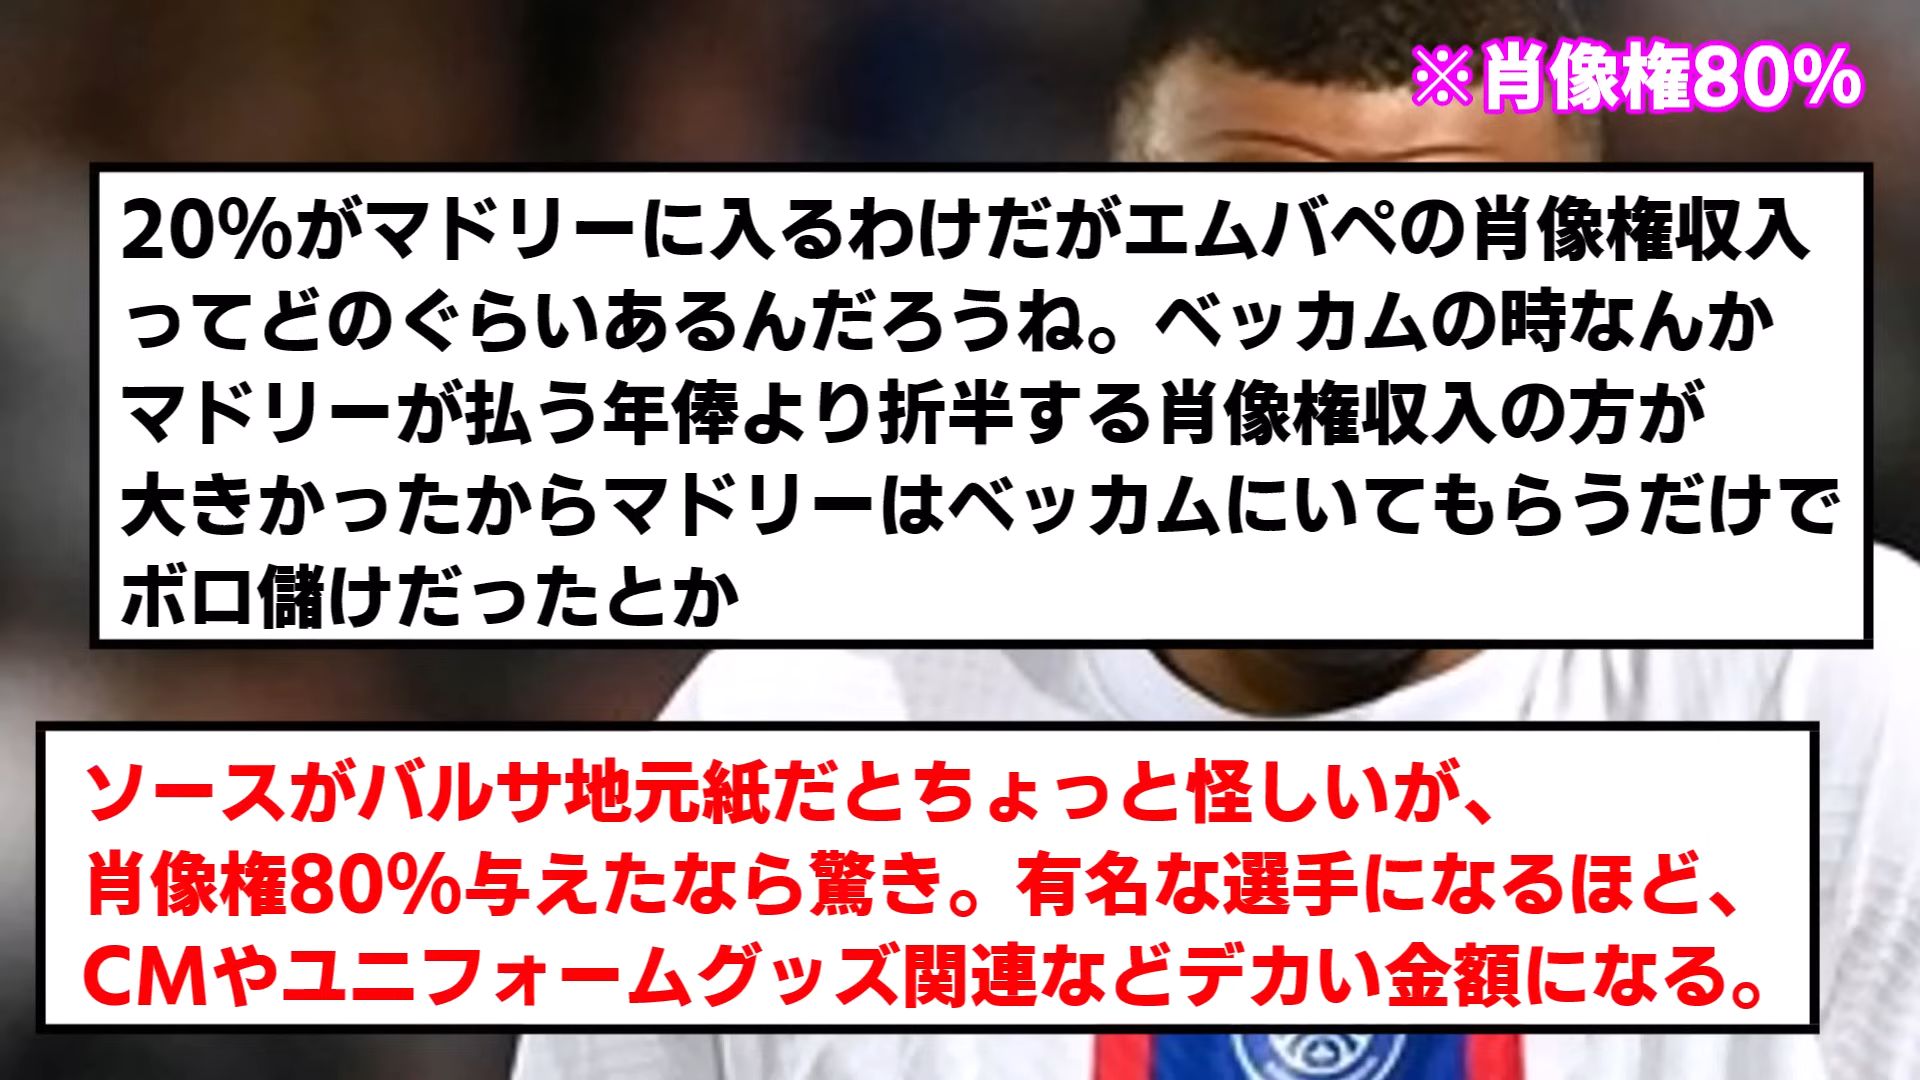 ※肖像権80%
20%がマドリーに入るわけだがエムバペの肖像権収入
ってどのぐらいあるんだろうね。ベッカムの時なんか
マドリーが払う年俸より折半する肖像権収入の方が
大きかったからマドリーはベッカムにいてもらうだけで
ボロ儲けだったとか
ソースがバルサ地元紙だとちょっと怪しいが、
肖像権80%与えたなら驚き。有名な選手になるほど、
CMやユニフォームグッズ関連などデカい金額になる。